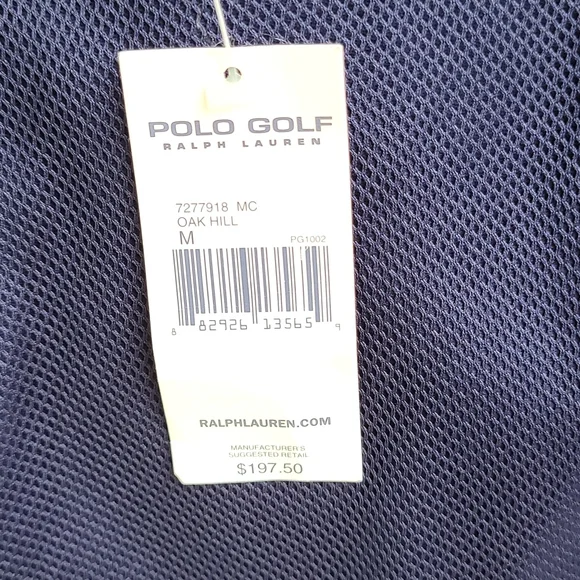 POLO GOLF
RALPH LAUREN
7277918 MC
OAK HILL
M PG1002
8 82926 13565 9
RALPHLAUREN.COM
MANUFACTURER'S
SUGGESTED RETAIL
$197.50